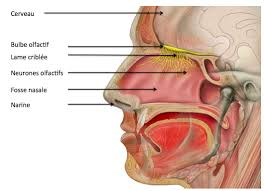 Cerveau
Bulbe olfactif
Lame criblée
Neurones olfactifs
Fosse nasale
Narine